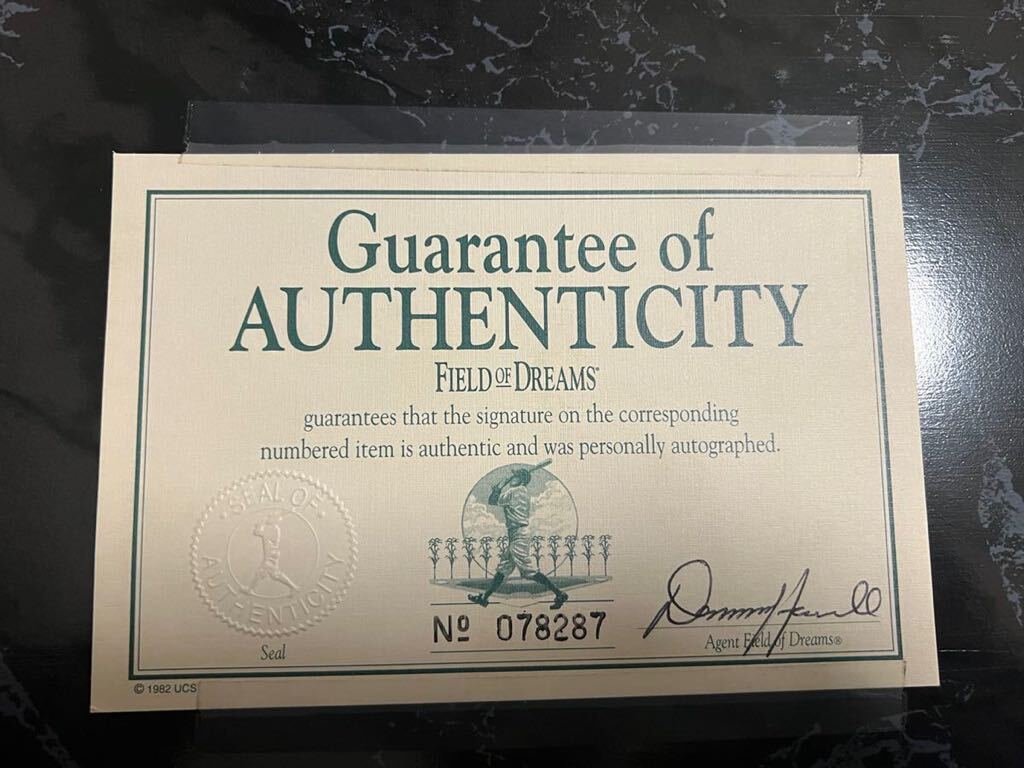 Guarantee of
AUTHENTICITY
FIELD OF DREAMS®
guarantees that the signature on the corresponding
numbered item is authentic and was personally autographed.
SEAL OF
AUTHENTICITY
Nº 078287
Seal
Agent Field of Dreams®
© 1982 UCS